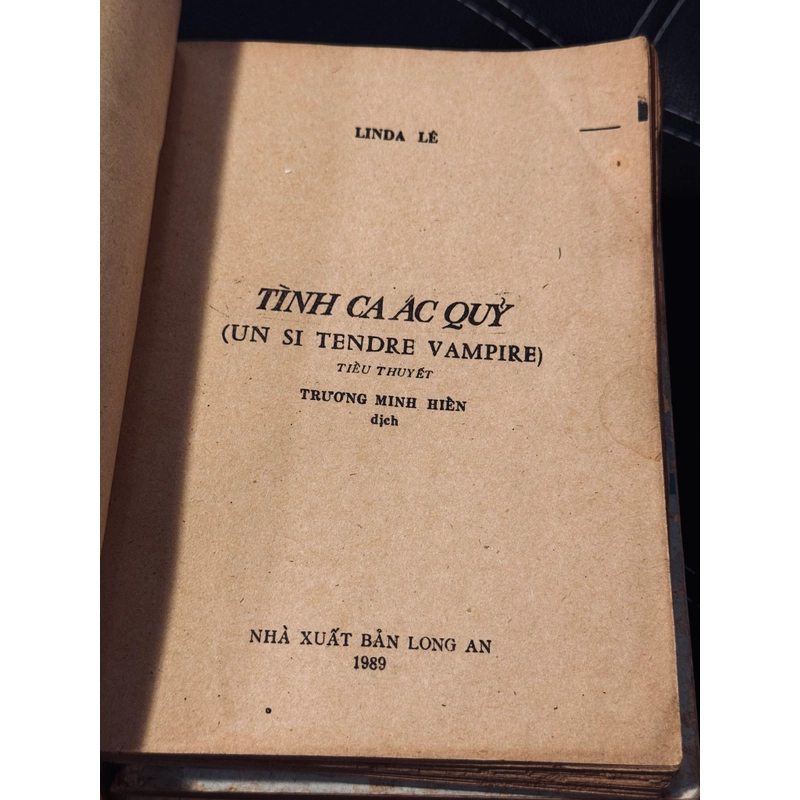 LINDA LÊ
TÌNH CA ÁC QUỶ
(UN SI TENDRE VAMPIRE)
TIỂU THUYẾT
TRƯƠNG MINH HIỀN
dịch
NHÀ XUẤT BẢN LONG AN
1989